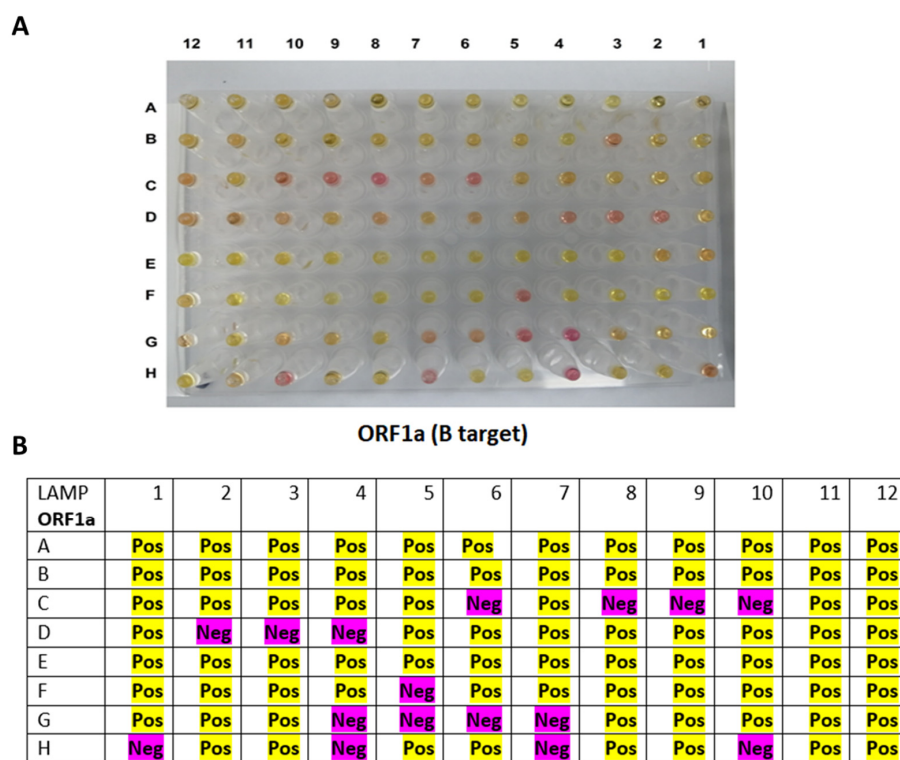 A
12 11 10 9 8 7 6 5 4 3 2 1
A
B
C
D
E
F
G
H
ORF1a (B target)
B
LAMP ORF1a 1 2 3 4 5 6 7 8 9 10 11 12
A Pos Pos Pos Pos Pos Pos Pos Pos Pos Pos Pos Pos
B Pos Pos Pos Pos Pos Pos Pos Pos Pos Pos Pos Pos
C Pos Pos Pos Pos Pos Neg Pos Neg Neg Neg Pos Pos
D Pos Neg Neg Neg Pos Pos Pos Pos Pos Pos Pos Pos
E Pos Pos Pos Pos Pos Pos Pos Pos Pos Pos Pos Pos
F Pos Pos Pos Pos Neg Pos Pos Pos Pos Pos Pos Pos
G Pos Pos Pos Neg Neg Neg Neg Pos Pos Pos Pos Pos
H Neg Pos Pos Neg Pos Pos Neg Pos Pos Neg Pos Pos